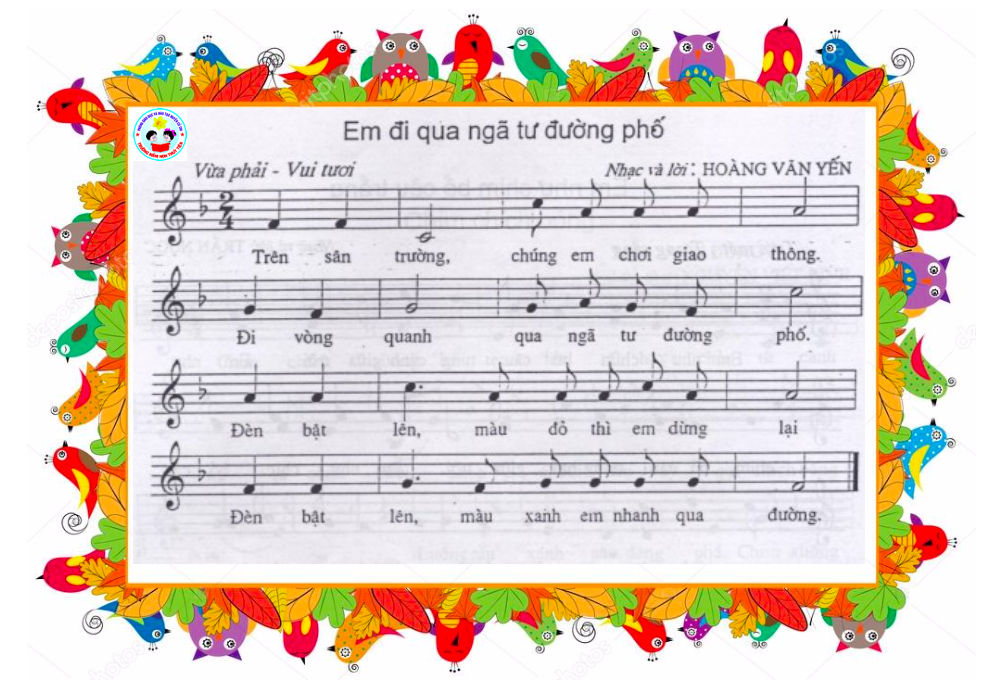 Em đi qua ngã tư đường phố
Vừa phải - Vui tươi
Nhạc và lời: HOÀNG VĂN YẾN
2
4
Trên sân trường, chúng em chơi giao thông.
Đi vòng quanh qua ngã tư đường phố.
Đèn bật lên, màu đỏ thì em dừng lại
Đèn bật lên, màu xanh em nhanh qua đường.